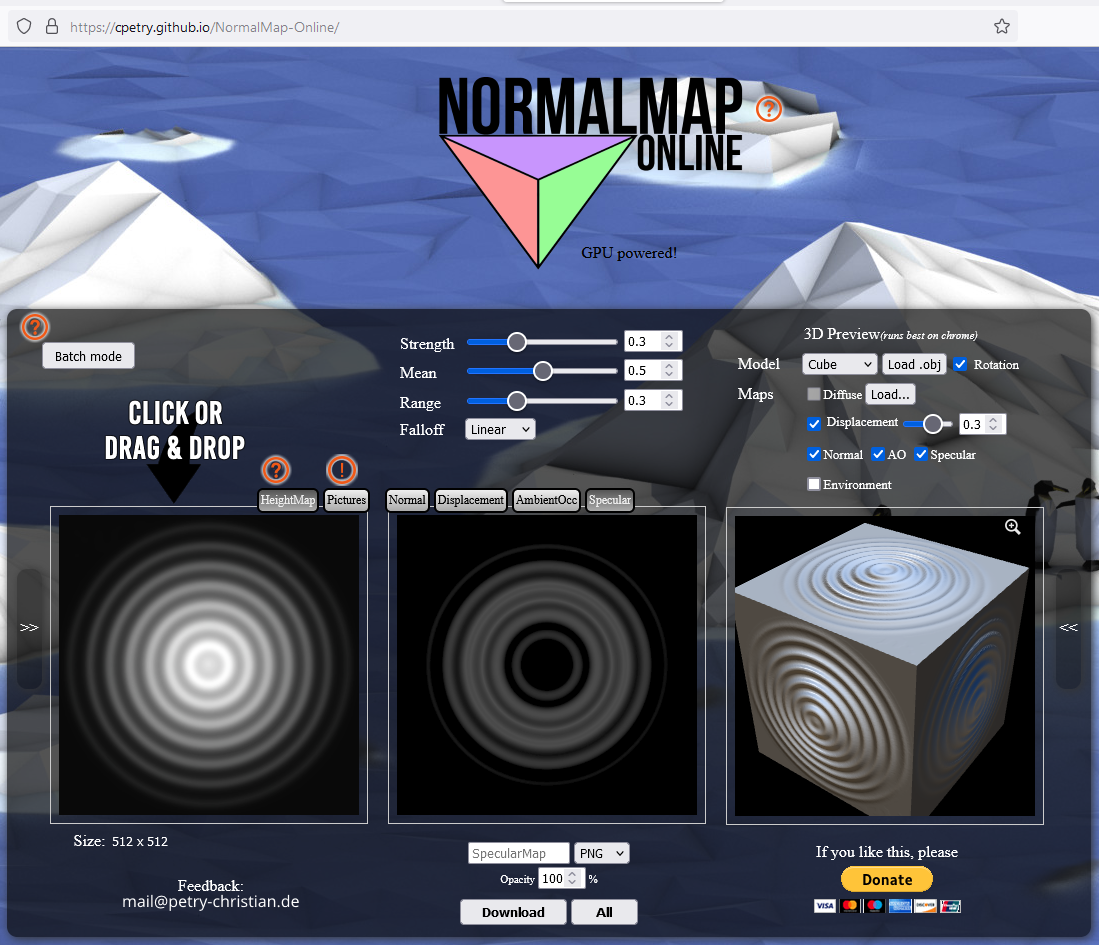 https://cpetry.github.io/NormalMap-Online/
NORMALMAP
?
ONLINE
GPU powered!
?
Batch mode
CLICK OR
DRAG & DROP
?
!
HeightMap
Pictures
Strength
0.3
Mean
0.5
Range
0.3
Falloff
Linear
3D Preview(runs best on chrome)
Model
Cube
Load .obj
Rotation
Maps
Diffuse
Load...
Displacement
0.3
Normal
AO
Specular
Environment
Normal
Displacement
AmbientOcc
Specular
>>
<<
Size: 512 x 512
Feedback:
mail@petry-christian.de
SpecularMap
PNG
Opacity 100 %
Download
All
If you like this, please
Donate
VISA
DISCOVER